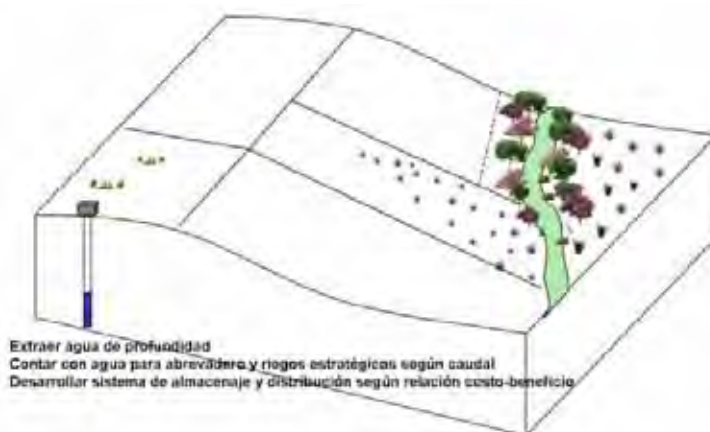 Extraer agua de profundidad
Contar con agua para abrevadero y riegos estratégicos según caudal
Desarrollar sistema de almacenaje y distribución según relación costo-beneficio